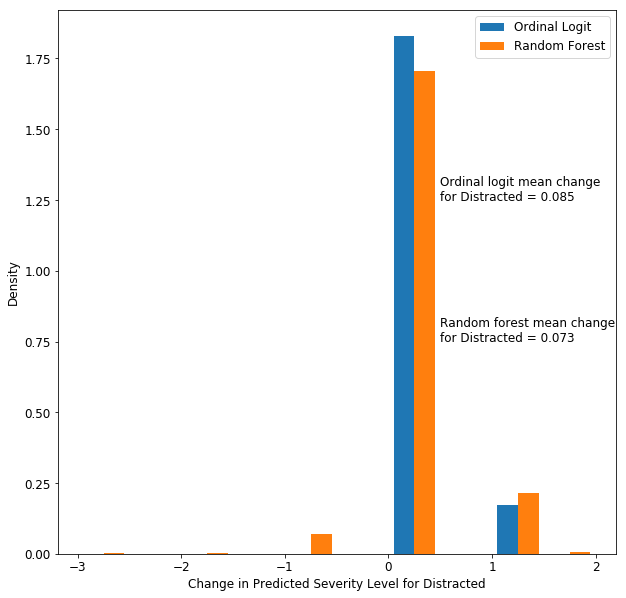 Ordinal Logit
Random Forest
1.75
1.50
Ordinal logit mean change
for Distracted = 0.085
1.25
1.00
Density
Random forest mean change
for Distracted = 0.073
0.75
0.50
0.25
0.00
−3
−2
−1
0
1
2
Change in Predicted Severity Level for Distracted